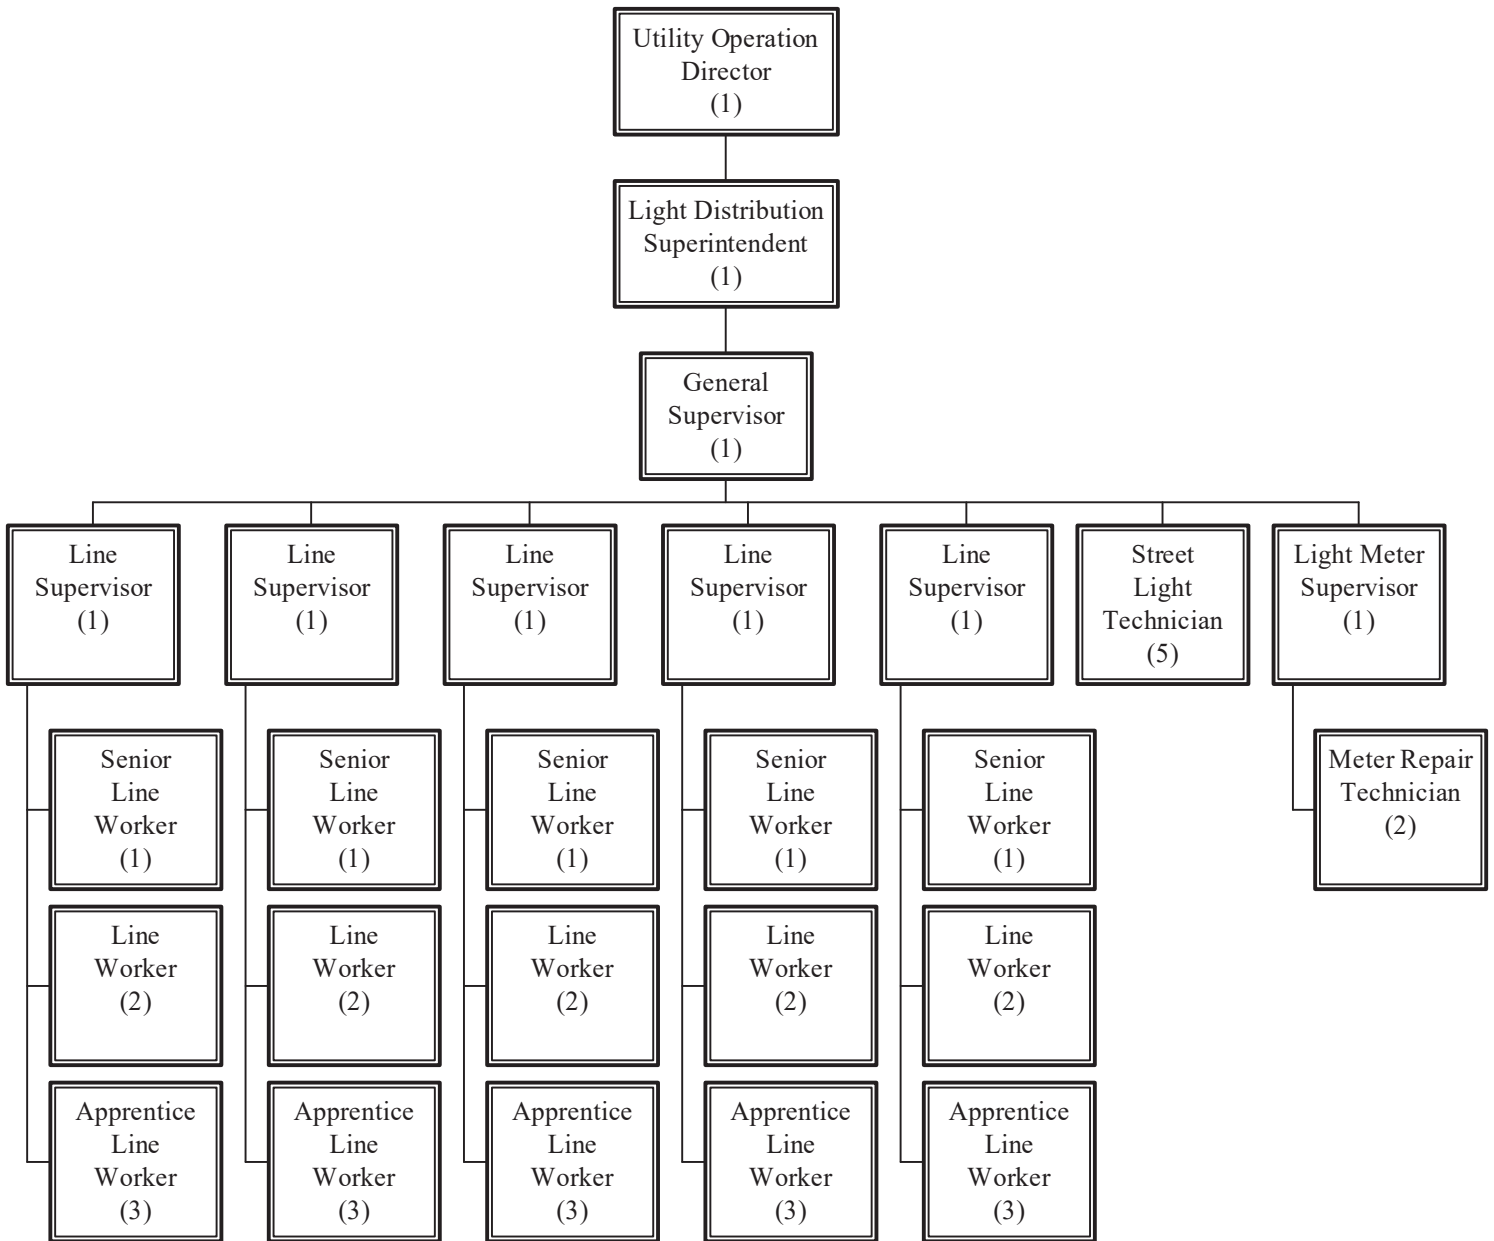 Utility Operation
Director
(1)
Light Distribution
Superintendent
(1)
General
Supervisor
(1)
Line
Supervisor
(1)
Line
Supervisor
(1)
Line
Supervisor
(1)
Line
Supervisor
(1)
Line
Supervisor
(1)
Street
Light
Technician
(5)
Light Meter
Supervisor
(1)
Senior
Line
Worker
(1)
Senior
Line
Worker
(1)
Senior
Line
Worker
(1)
Senior
Line
Worker
(1)
Senior
Line
Worker
(1)
Meter Repair
Technician
(2)
Line
Worker
(2)
Line
Worker
(2)
Line
Worker
(2)
Line
Worker
(2)
Line
Worker
(2)
Apprentice
Line
Worker
(3)
Apprentice
Line
Worker
(3)
Apprentice
Line
Worker
(3)
Apprentice
Line
Worker
(3)
Apprentice
Line
Worker
(3)